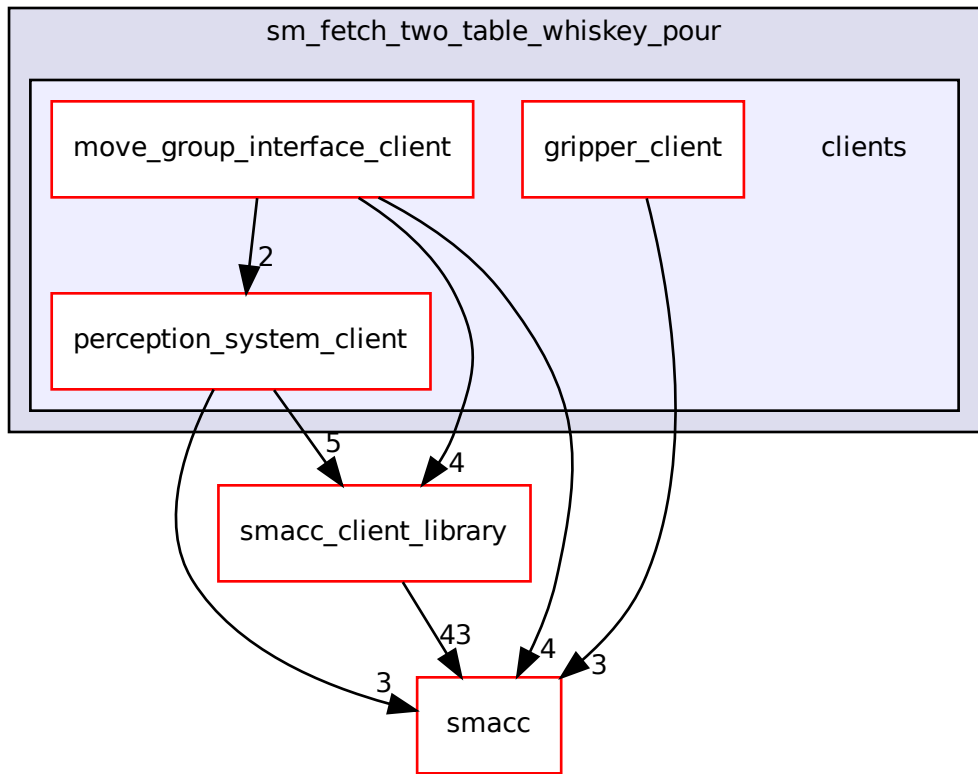 sm_fetch_two_table_whiskey_pour
move_group_interface_client
gripper_client
clients
2
perception_system_client
5
4
smacc_client_library
43
4
3
3
smacc